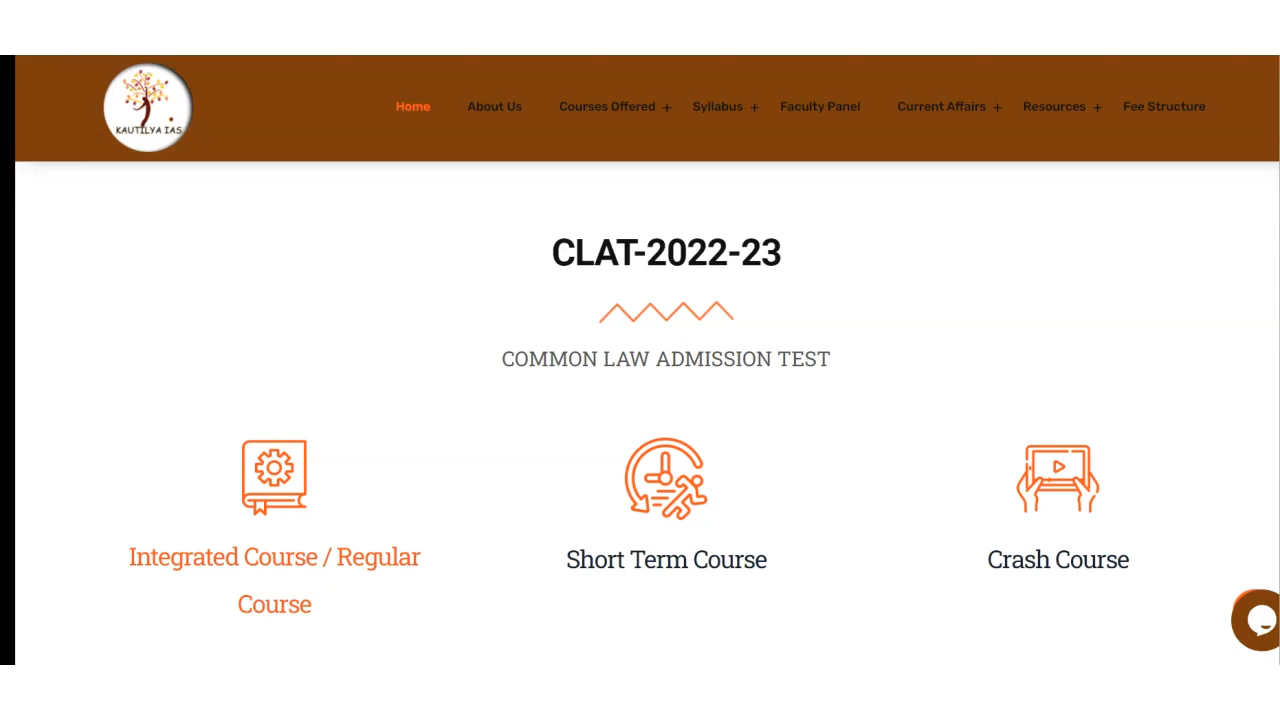 KAUTILYA IAS
Home About Us Courses Offered + Syllabus + Faculty Panel Current Affairs + Resources + Fee Structure
CLAT-2022-23
COMMON LAW ADMISSION TEST
Integrated Course / Regular
Course
Short Term Course
Crash Course